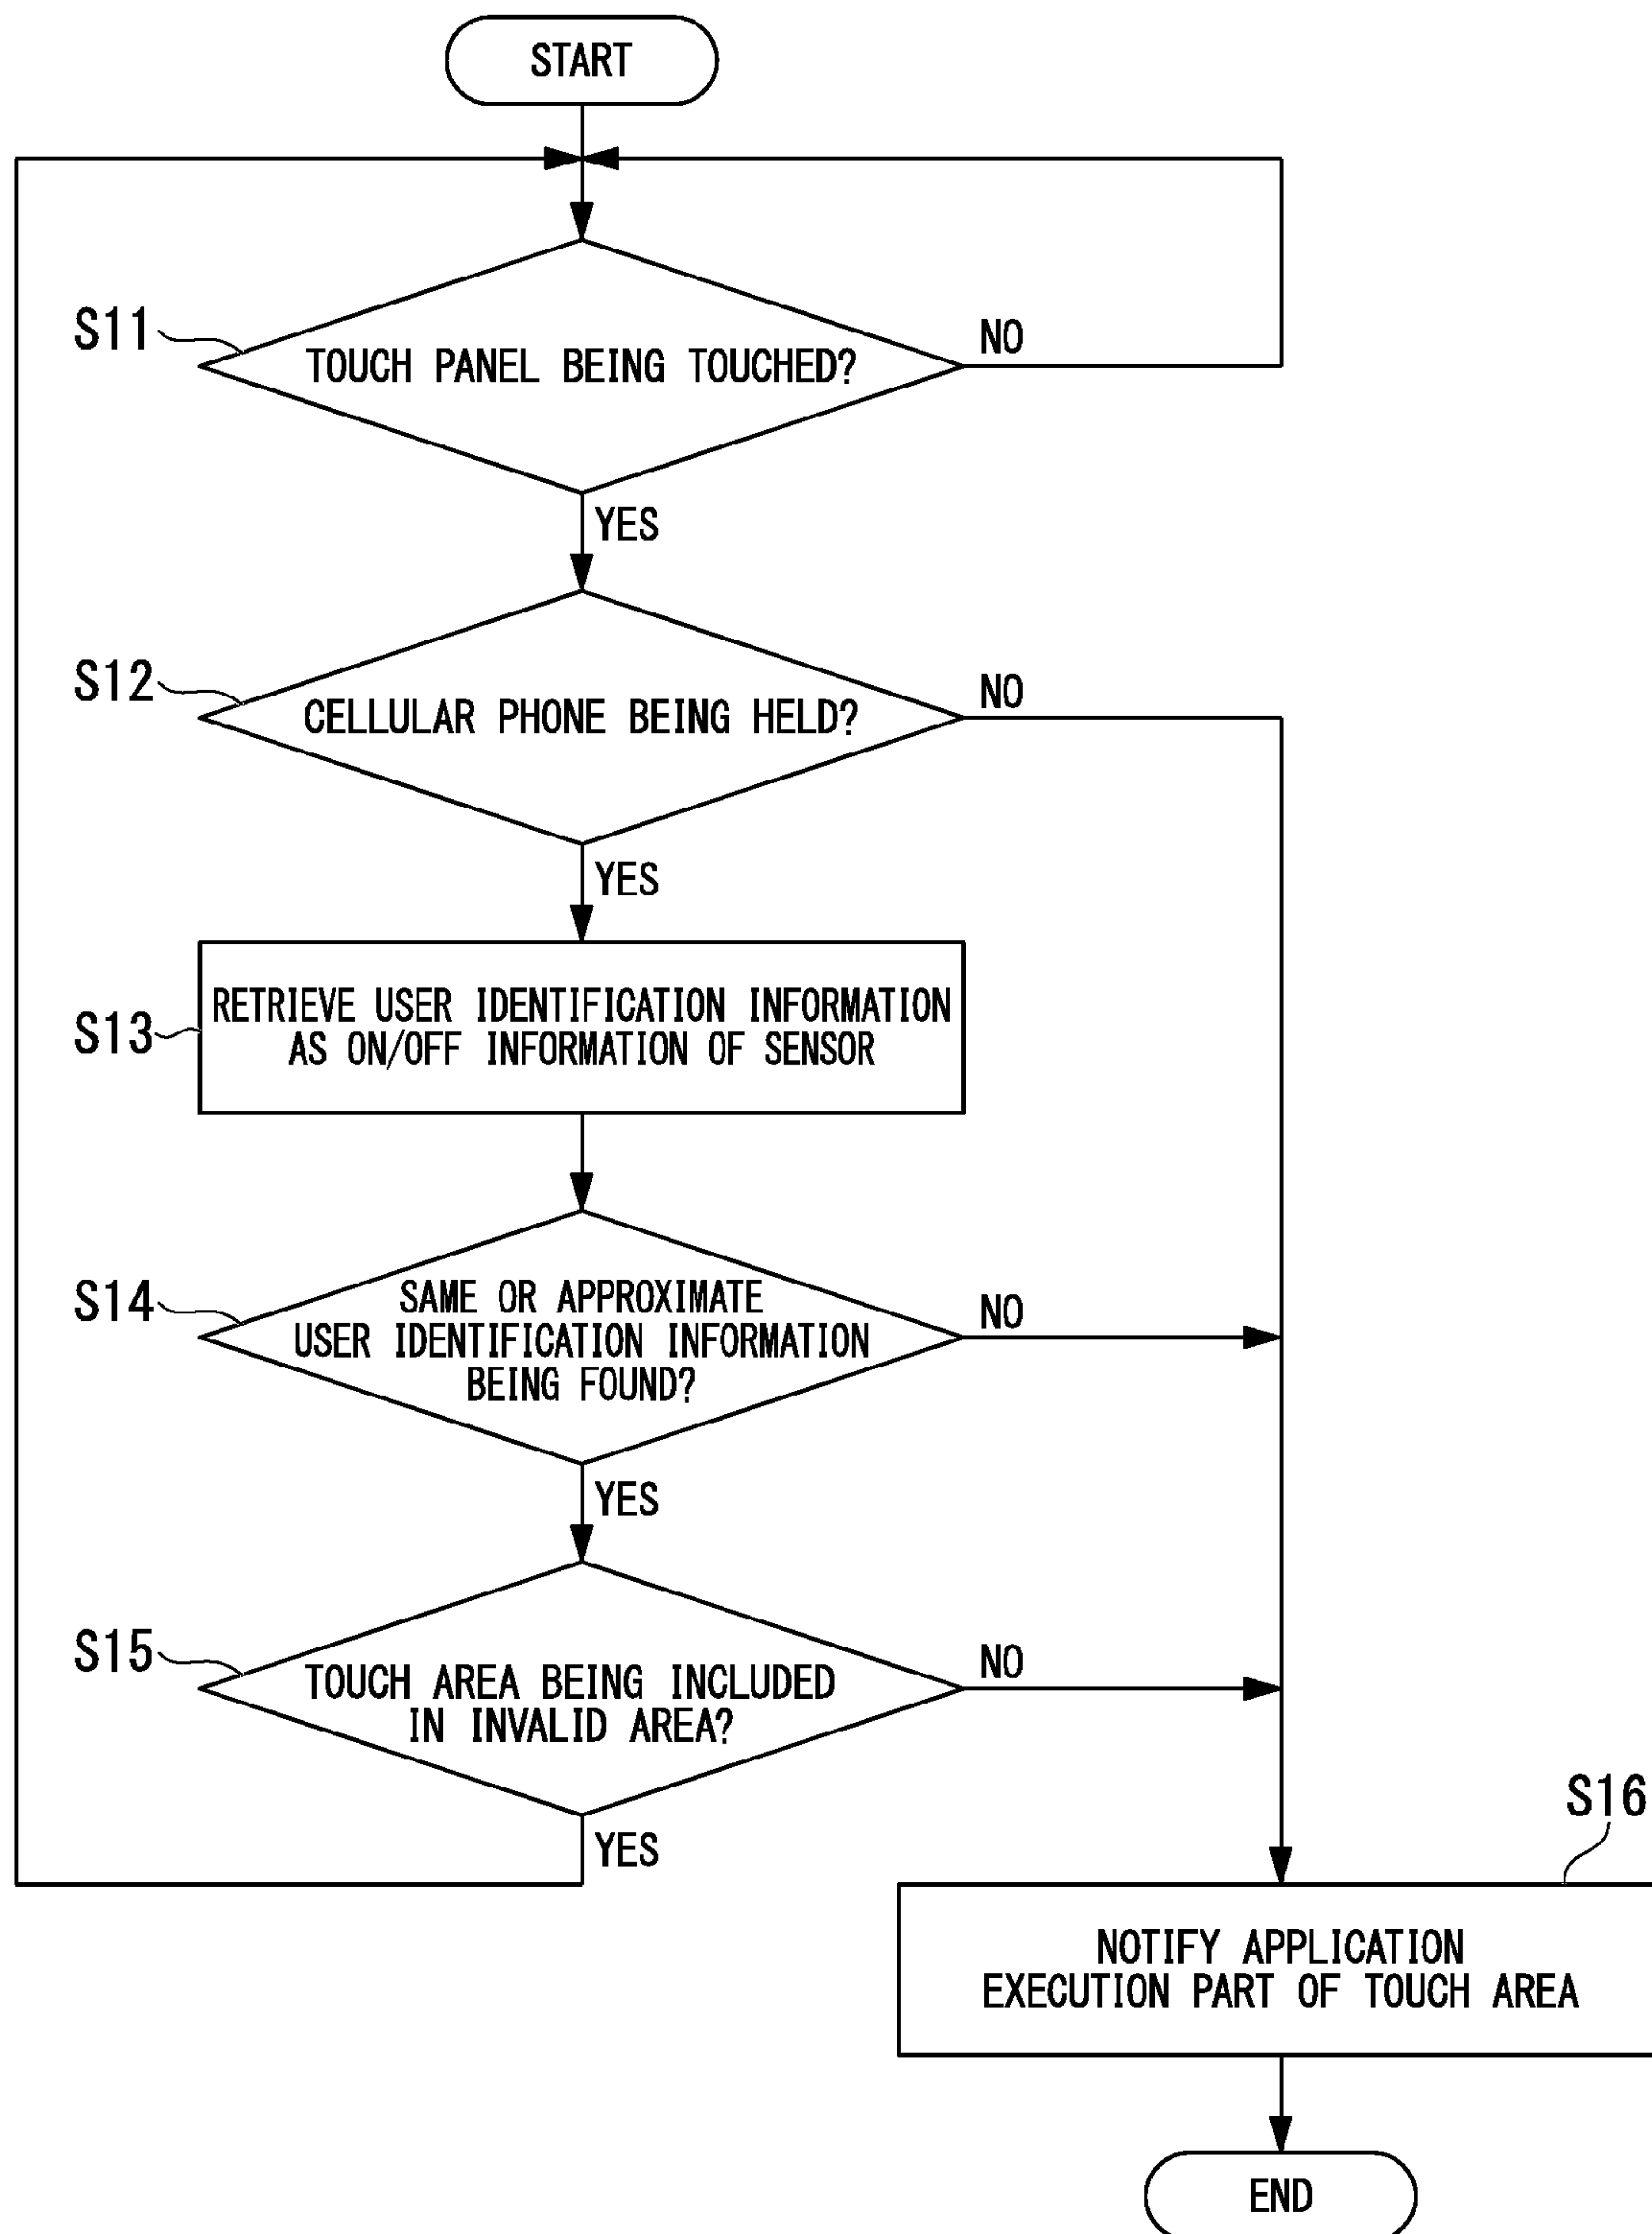 START
S11
TOUCH PANEL BEING TOUCHED?
NO
YES
S12
CELLULAR PHONE BEING HELD?
NO
YES
S13
RETRIEVE USER IDENTIFICATION INFORMATION
AS ON/OFF INFORMATION OF SENSOR
S14
SAME OR APPROXIMATE
USER IDENTIFICATION INFORMATION
BEING FOUND?
NO
YES
S15
TOUCH AREA BEING INCLUDED
IN INVALID AREA?
NO
YES
S16
NOTIFY APPLICATION
EXECUTION PART OF TOUCH AREA
END